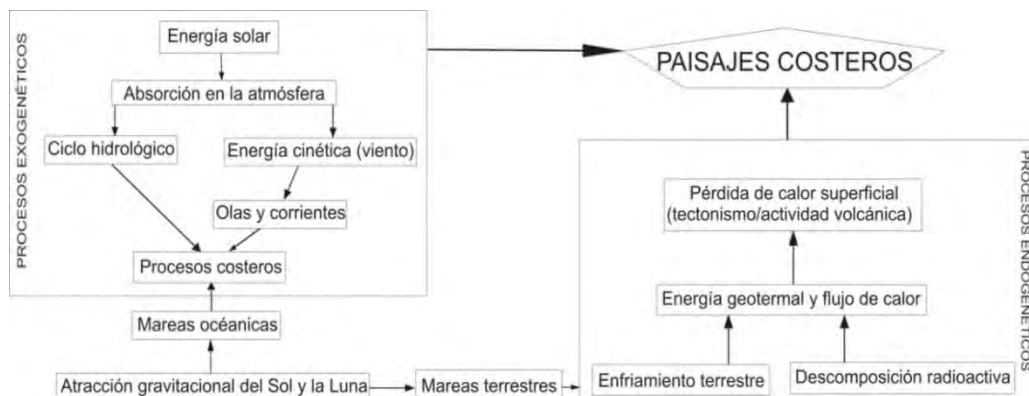 PROCESOS EXOGENÉTICOS
Energía solar
Absorción en la atmósfera
Ciclo hidrológico
Energía cinética (viento)
Olas y corrientes
Procesos costeros
Mareas océanicas
Atracción gravitacional del Sol y la Luna
Mareas terrestres
PAISAJES COSTEROS
PROCESOS ENDOGENÉTICOS
Pérdida de calor superficial
(tectonismo/actividad volcánica)
Energía geotermal y flujo de calor
Enfriamiento terrestre
Descomposición radioactiva